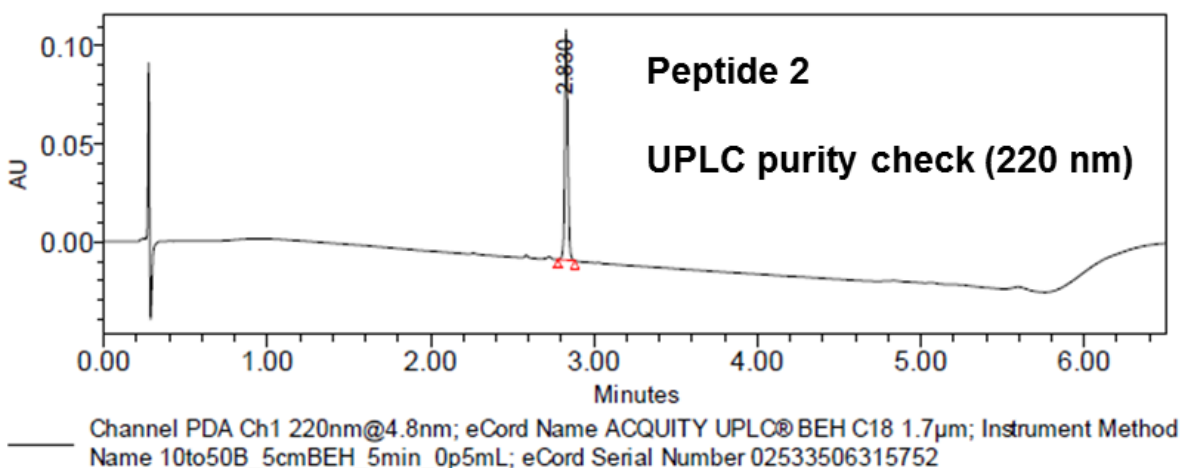 0.10
0.05
0.00
AU
2.830
Peptide 2
UPLC purity check (220 nm)
0.00 1.00 2.00 3.00 4.00 5.00 6.00
Minutes
Channel PDA Ch1 220nm@4.8nm; eCord Name ACQUITY UPLC® BEH C18 1.7µm; Instrument Method
Name 10to50B 5cmBEH 5min 0p5mL; eCord Serial Number 02533506315752